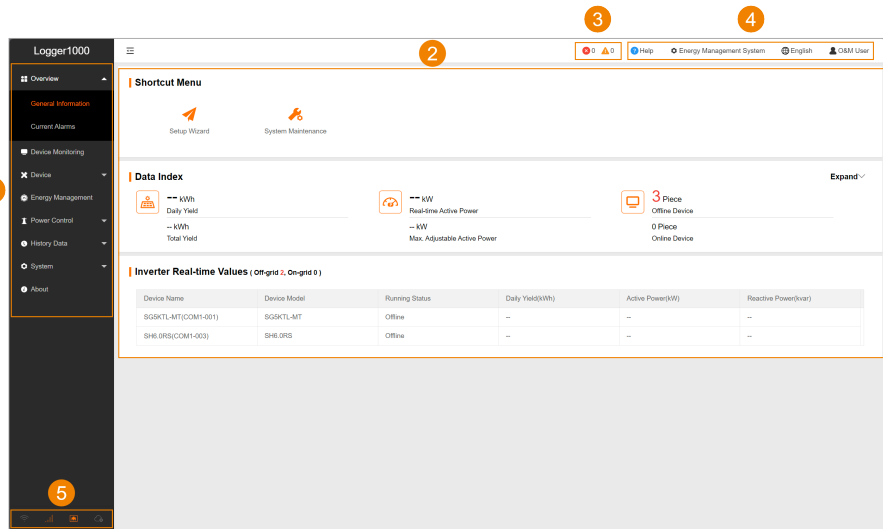 3
4
Logger1000
2
0 0
Help
Energy Management System
English
O&M User
Overview
General Information
Current Alarms
Device Monitoring
Device
Energy Management
Power Control
History Data
System
About
Shortcut Menu
Setup Wizard
System Maintenance
Data Index
Expand
-- kWh
Daily Yield
-- kWh
Total Yield
-- kW
Real-time Active Power
-- kW
Max. Adjustable Active Power
3 Piece
Offline Device
0 Piece
Online Device
Inverter Real-time Values ( Off-grid 2, On-grid 0 )
Device Name Device Model Running Status Daily Yield(kWh) Active Power(kW) Reactive Power(kvar)
SG5KTL-MT(COM1-001) SG5KTL-MT Offline -- -- --
SH6.0RS(COM1-003) SH6.0RS Offline -- -- --
5